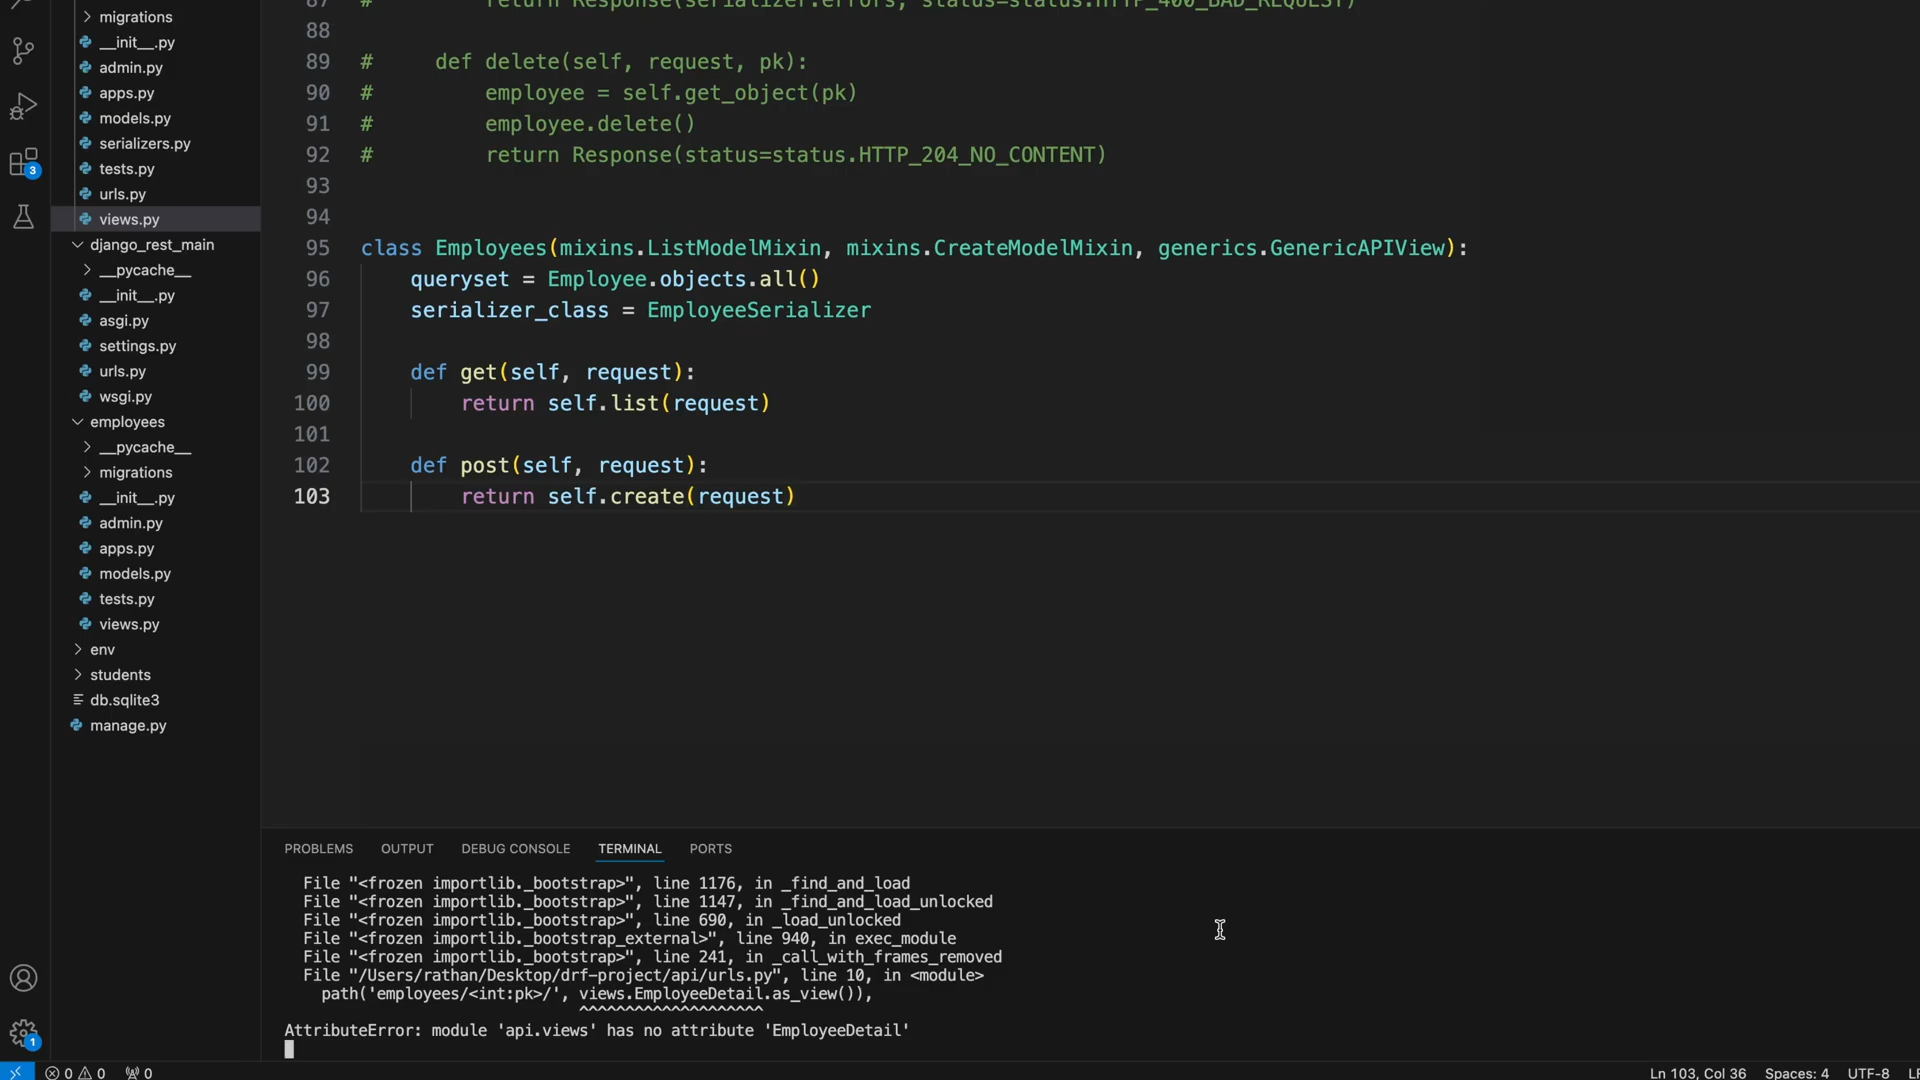 migrations
__init__.py
admin.py
apps.py
models.py
serializers.py
tests.py
urls.py
views.py
django_rest_main
__pycache__
__init__.py
asgi.py
settings.py
urls.py
wsgi.py
employees
__pycache__
migrations
__init__.py
admin.py
apps.py
models.py
tests.py
views.py
env
students
db.sqlite3
manage.py
3
1
87 # return Response(serializer.errors, status=status.HTTP_400_BAD_REQUEST)
88
89 # def delete(self, request, pk):
90 # employee = self.get_object(pk)
91 # employee.delete()
92 # return Response(status=status.HTTP_204_NO_CONTENT)
93
94
95 class Employees(mixins.ListModelMixin, mixins.CreateModelMixin, generics.GenericAPIView):
96 queryset = Employee.objects.all()
97 serializer_class = EmployeeSerializer
98
99 def get(self, request):
100 return self.list(request)
101
102 def post(self, request):
103 return self.create(request)
PROBLEMS OUTPUT DEBUG CONSOLE TERMINAL PORTS
File "<frozen importlib._bootstrap>", line 1176, in _find_and_load
File "<frozen importlib._bootstrap>", line 1147, in _find_and_load_unlocked
File "<frozen importlib._bootstrap>", line 690, in _load_unlocked
File "<frozen importlib._bootstrap_external>", line 940, in exec_module
File "<frozen importlib._bootstrap>", line 241, in _call_with_frames_removed
File "/Users/rathan/Desktop/drf-project/api/urls.py", line 10, in <module>
path('employees/<int:pk>/', views.EmployeeDetail.as_view()),
^^^^^^^^^^^^^^^^^^^^
AttributeError: module 'api.views' has no attribute 'EmployeeDetail'
0 0 0 Ln 103, Col 36 Spaces: 4 UTF-8